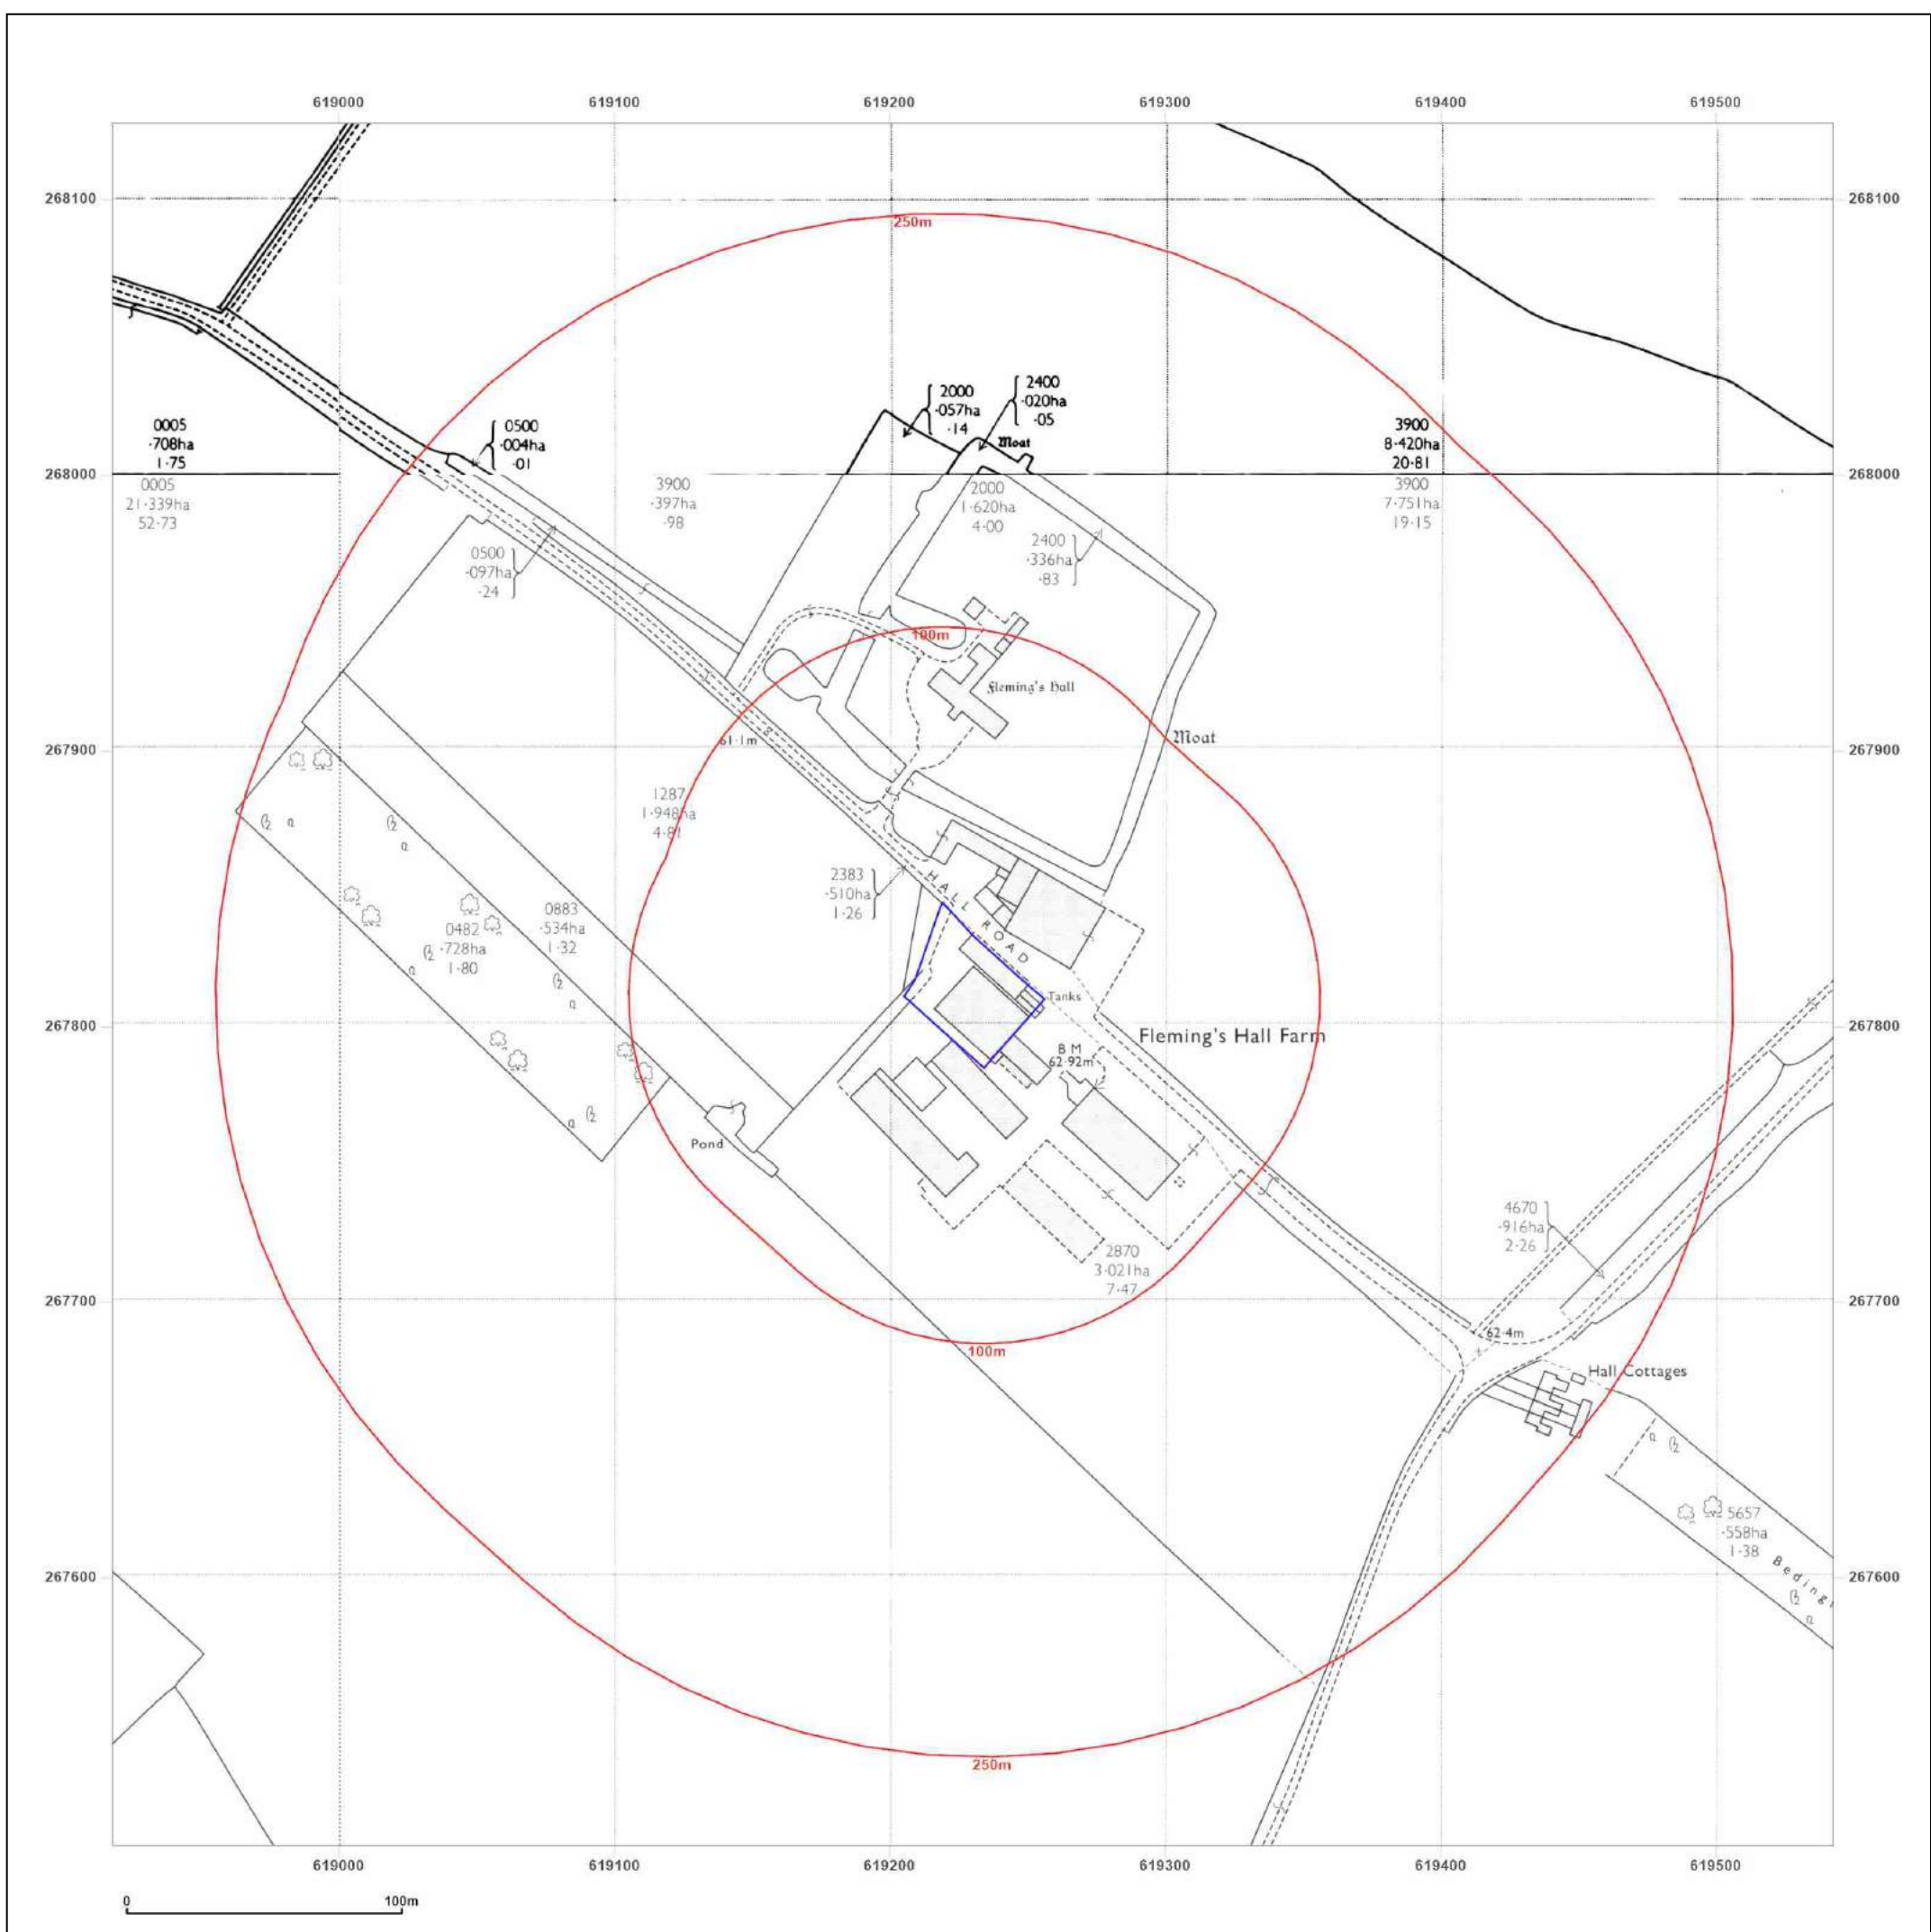 619000 619100 619200 619300 619400 619500
268100 268100
250m
2000
·057ha
·14
2400
·020ha
·05
Moat
0005
·708ha
1·75
0500
·004ha
·01
3900
8·420ha
20·81
268000 268000
0005
21·339ha
52·73
3900
·397ha
·98
2000
1·620ha
4·00
3900
7·751ha
19·15
0500
·097ha
·24
2400
·336ha
·83
100m
Fleming's Hall
61·1m
Moat
267900 267900
1287
1·948ha
4·81
2383
·510ha
1·26
HALL ROAD
0883
·534ha
1·32
0482
·728ha
1·80
Tanks
267800 267800
Fleming's Hall Farm
B M
62·92m
Pond
2870
3·021ha
7·47
4670
·916ha
2·26
267700 267700
62·4m
100m
Hall Cottages
5657
·558ha
1·38
267600 267600
250m
619000 619100 619200 619300 619400 619500
0 100m